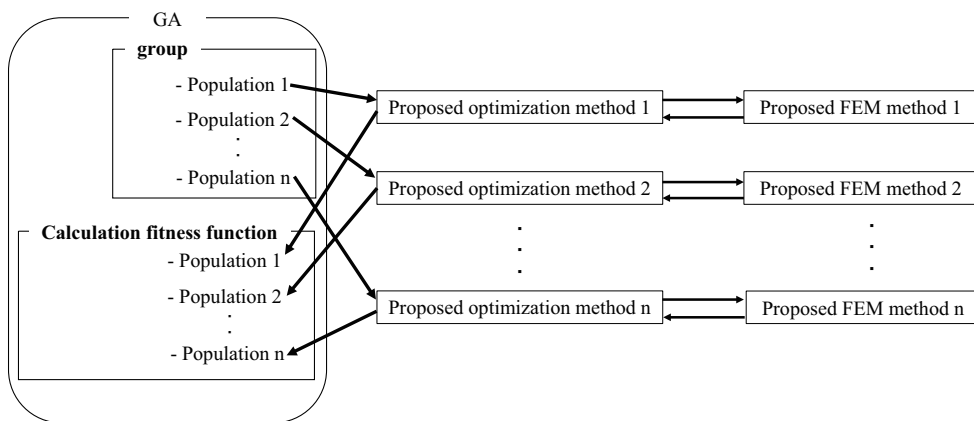 GA
group
- Population 1
- Population 2
- Population n
Calculation fitness function
- Population 1
- Population 2
- Population n
Proposed optimization method 1
Proposed FEM method 1
Proposed optimization method 2
Proposed FEM method 2
Proposed optimization method n
Proposed FEM method n